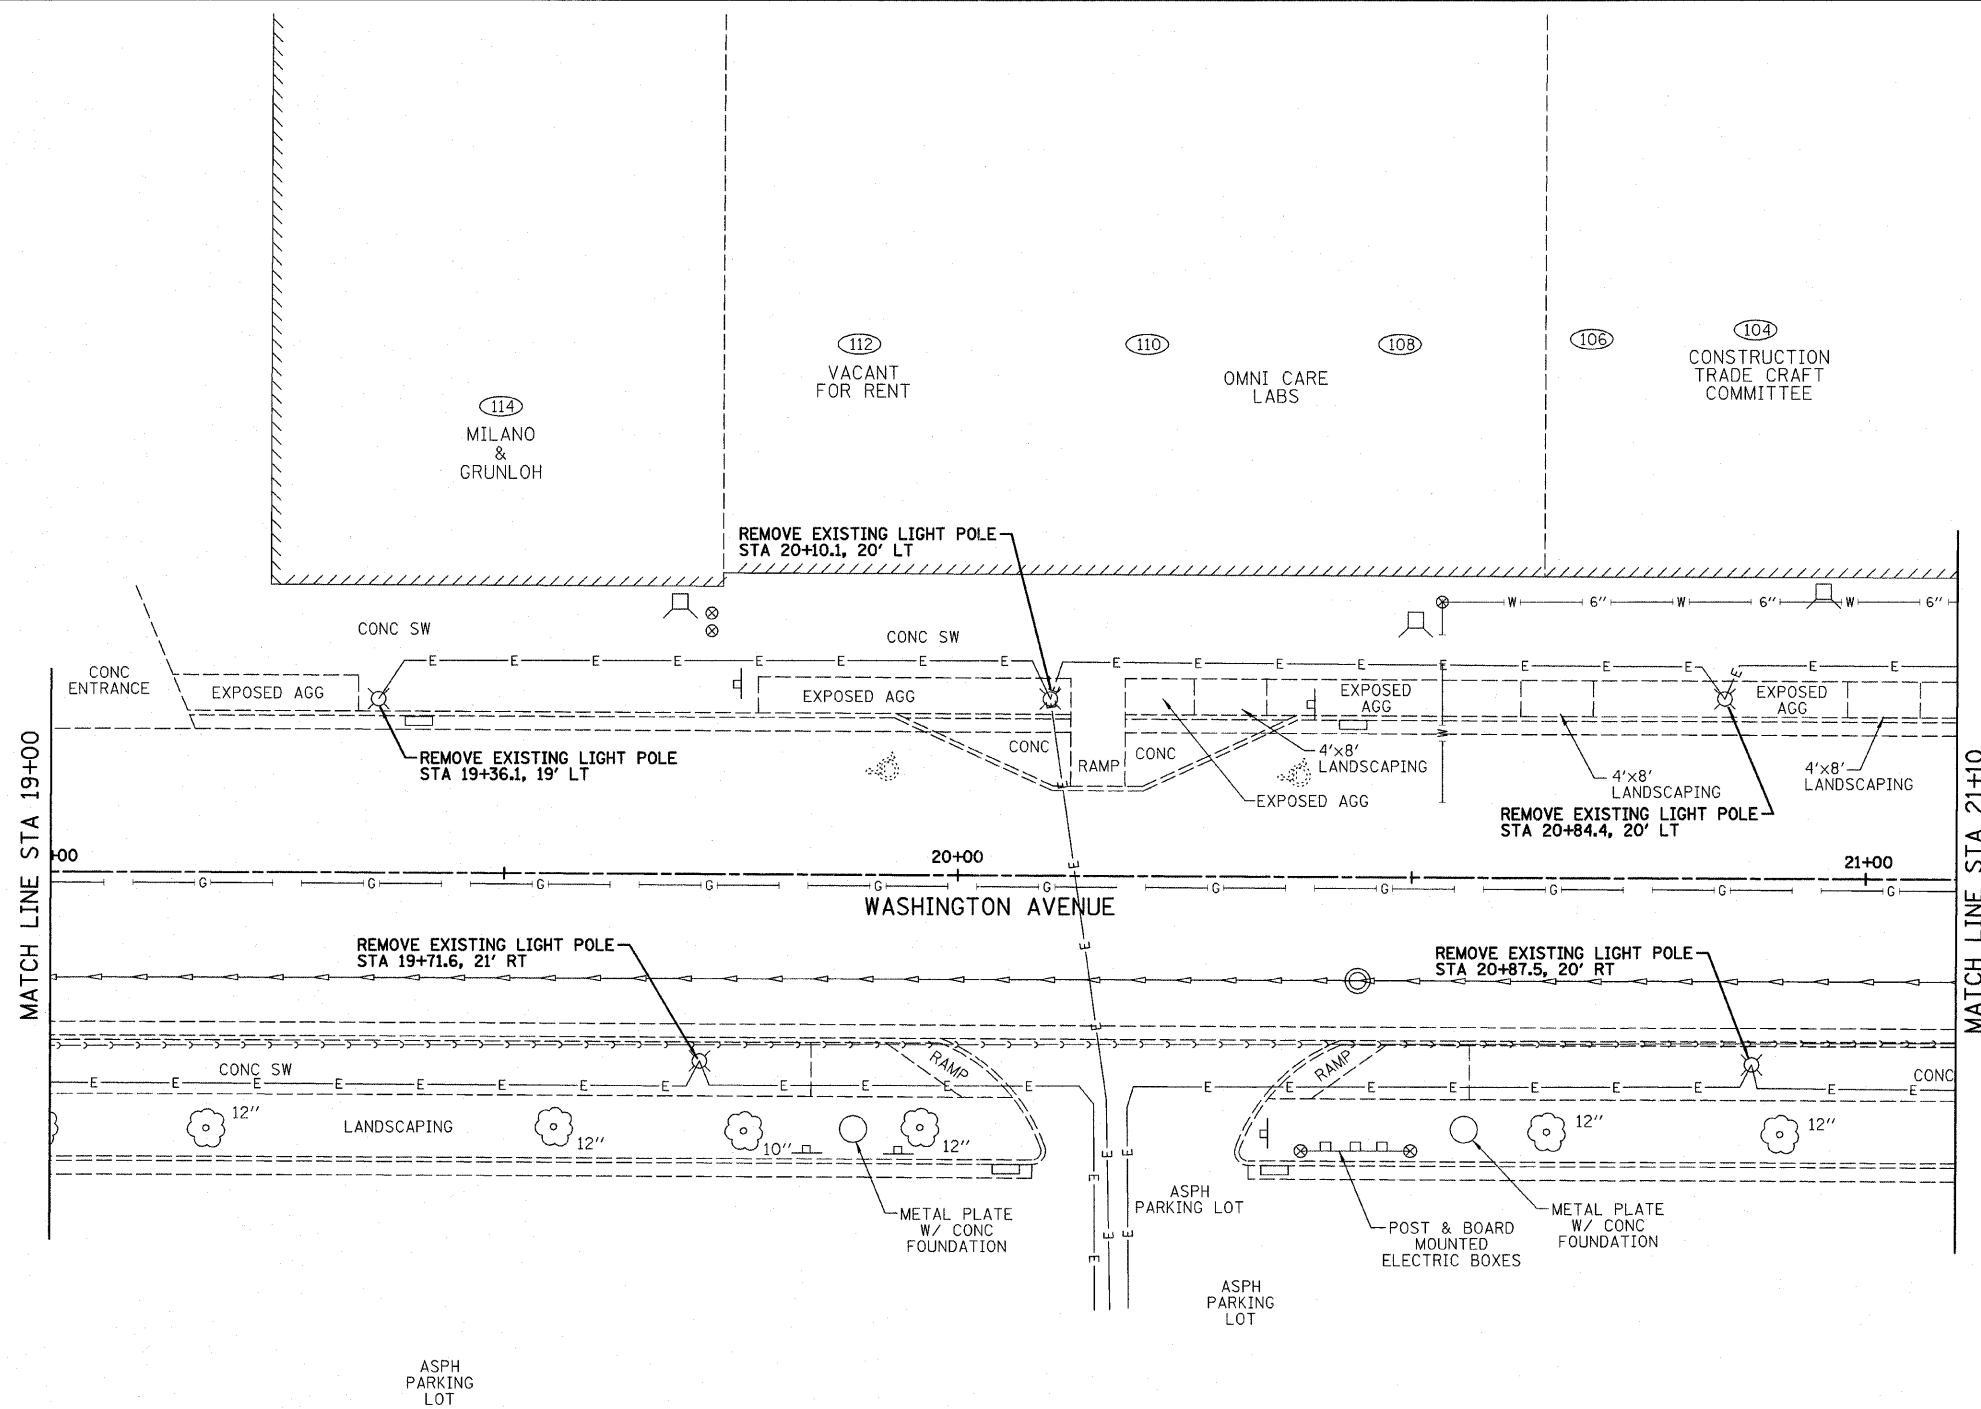 112
VACANT
FOR RENT
110
108
OMNI CARE
LABS
106
104
CONSTRUCTION
TRADE CRAFT
COMMITTEE
114
MILANO
&
GRUNLOH
REMOVE EXISTING LIGHT POLE
STA 20+10.1, 20' LT
W 6" W 6" W 6"
CONC SW
CONC SW
E E E E E E E E E E E E E E E E E E
CONC
ENTRANCE
EXPOSED AGG
EXPOSED AGG
EXPOSED
AGG
EXPOSED
AGG
E
E
E
W
REMOVE EXISTING LIGHT POLE
STA 19+36.1, 19' LT
CONC
RAMP
CONC
4'x8'
LANDSCAPING
EXPOSED AGG
4'x8'
LANDSCAPING
4'x8'
LANDSCAPING
REMOVE EXISTING LIGHT POLE
STA 20+84.4, 20' LT
MATCH LINE STA 19+00
MATCH LINE STA 21+10
+00
20+00
21+00
G G G G G G G G G G G
WASHINGTON AVENUE
E
E
E
E
REMOVE EXISTING LIGHT POLE
STA 19+71.6, 21' RT
REMOVE EXISTING LIGHT POLE
STA 20+87.5, 20' RT
CONC SW
RAMP
RAMP
CONC
E E E E E E E E E E E E E E E E E E E E E E
12"
LANDSCAPING
12"
10"
12"
12"
12"
E E
E
E E
E
METAL PLATE
W/ CONC
FOUNDATION
ASPH
PARKING LOT
POST & BOARD
MOUNTED
ELECTRIC BOXES
METAL PLATE
W/ CONC
FOUNDATION
ASPH
PARKING
LOT
ASPH
PARKING
LOT